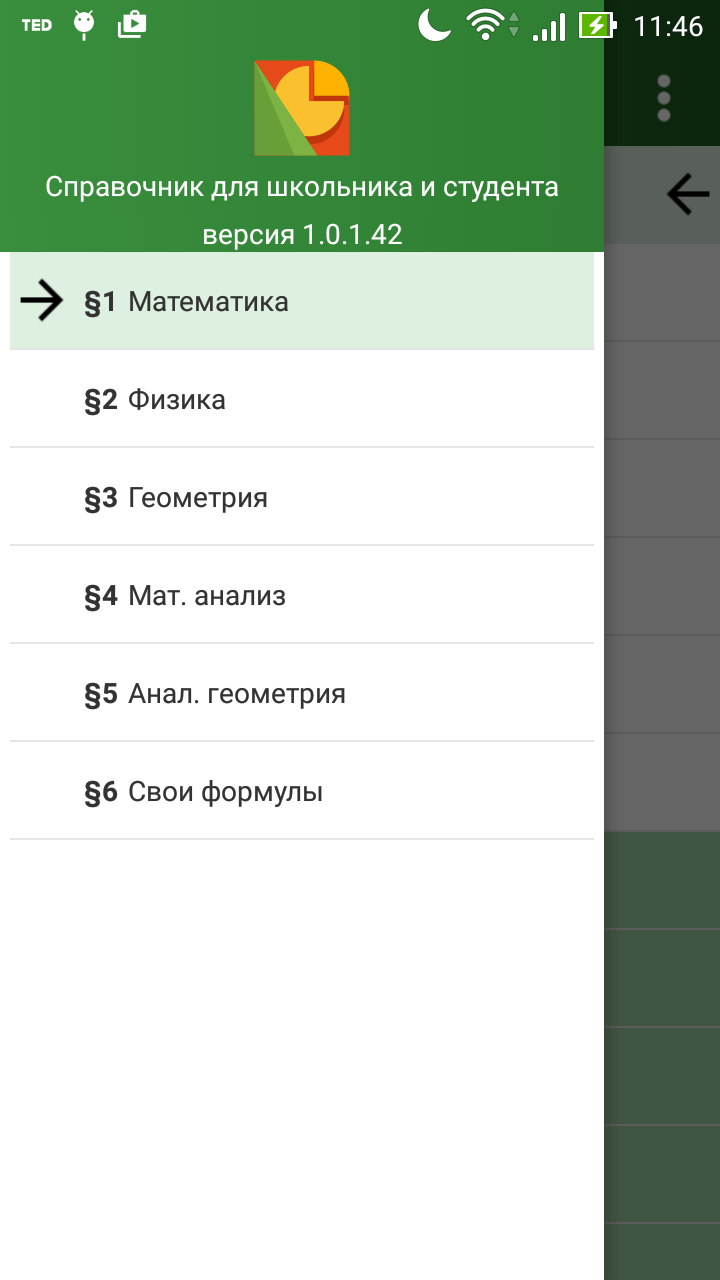 TED 11:46
Справочник для школьника и студента
версия 1.0.1.42
§1 Математика
§2 Физика
§3 Геометрия
§4 Мат. анализ
§5 Анал. геометрия
§6 Свои формулы